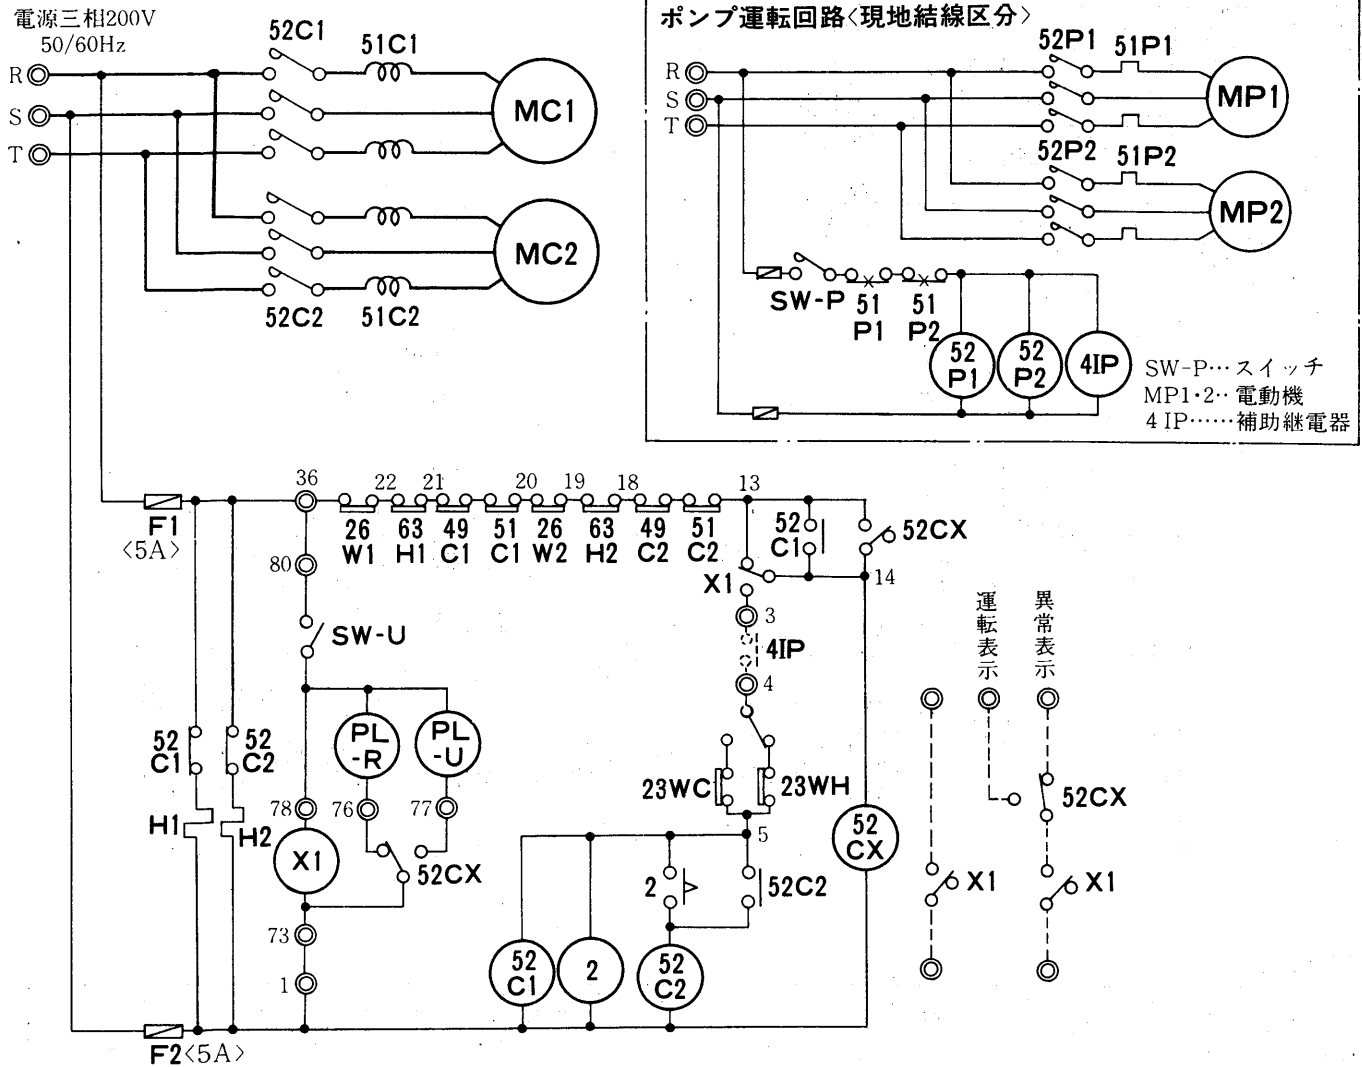 電源三相200V
50/60Hz
R
S
T
52C1
51C1
MC1
MC2
52C2
51C2
ポンプ運転回路〈現地結線区分〉
R
S
T
52P1
51P1
MP1
52P2
51P2
MP2
SW-P
51
P1
51
P2
52
P1
52
P2
4IP
SW-P…スイッチ
MP1・2‥電動機
4IP……補助継電器
F1
〈5A〉
36
22
21
20
19
18
13
26
W1
63
H1
49
C1
51
C1
26
W2
63
H2
49
C2
51
C2
52
C1
52CX
80
X1
14
SW-U
3
4IP
4
運転表示
異常表示
52
C1
52
C2
PL
-R
PL
-U
23WC
23WH
52CX
H1
H2
78
76
77
5
52
CX
X1
52CX
2
52C2
X1
X1
73
1
52
C1
2
52
C2
F2〈5A〉